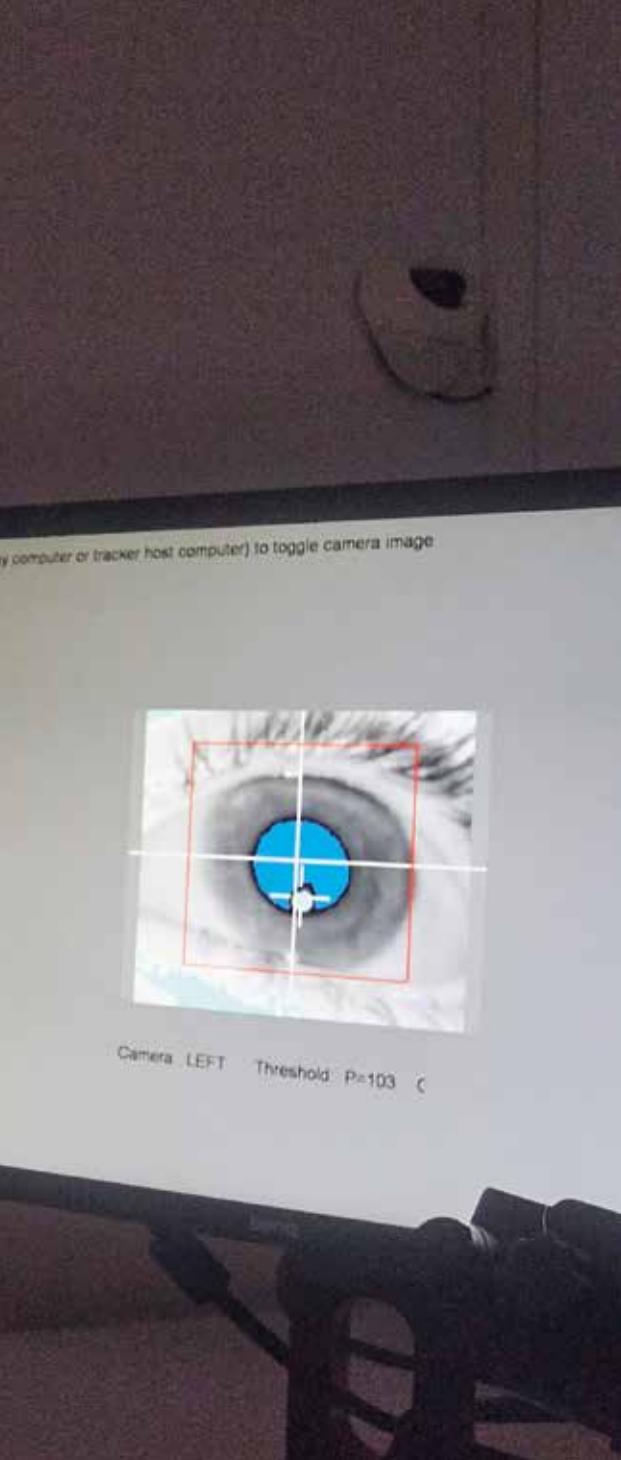 y computer or tracker host computer) to toggle camera image
Camera LEFT Threshold P=103 C